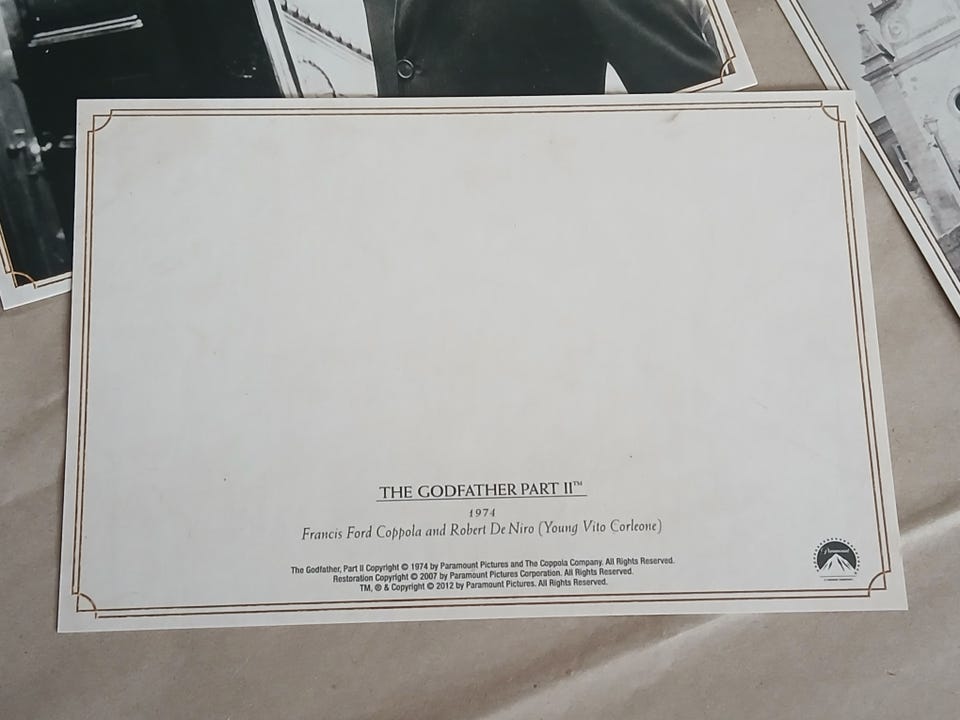 THE GODFATHER PART II™
1974
Francis Ford Coppola and Robert De Niro (Young Vito Corleone)
The Godfather, Part II Copyright © 1974 by Paramount Pictures and The Coppola Company. All Rights Reserved.
Restoration Copyright © 2007 by Paramount Pictures Corporation. All Rights Reserved.
TM, ® & Copyright © 2012 by Paramount Pictures. All Rights Reserved.
Paramount